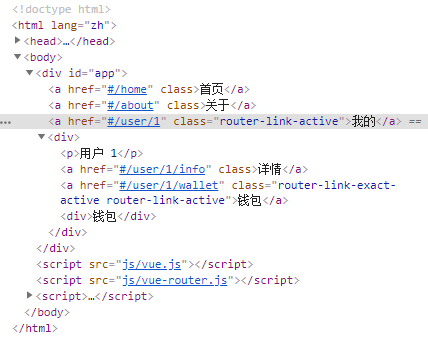 <!doctype html>
<html lang="zh">
<head>…</head>
<body>
<div id="app">
<a href="#/home" class>首页</a>
<a href="#/about" class>关于</a>
… <a href="#/user/1" class="router-link-active">我的</a> ==
<div>
<p>用户 1</p>
<a href="#/user/1/info" class>详情</a>
<a href="#/user/1/wallet" class="router-link-exact-
active router-link-active">钱包</a>
<div>钱包</div>
</div>
</div>
<script src="js/vue.js"></script>
<script src="js/vue-router.js"></script>
<script>…</script>
</body>
</html>